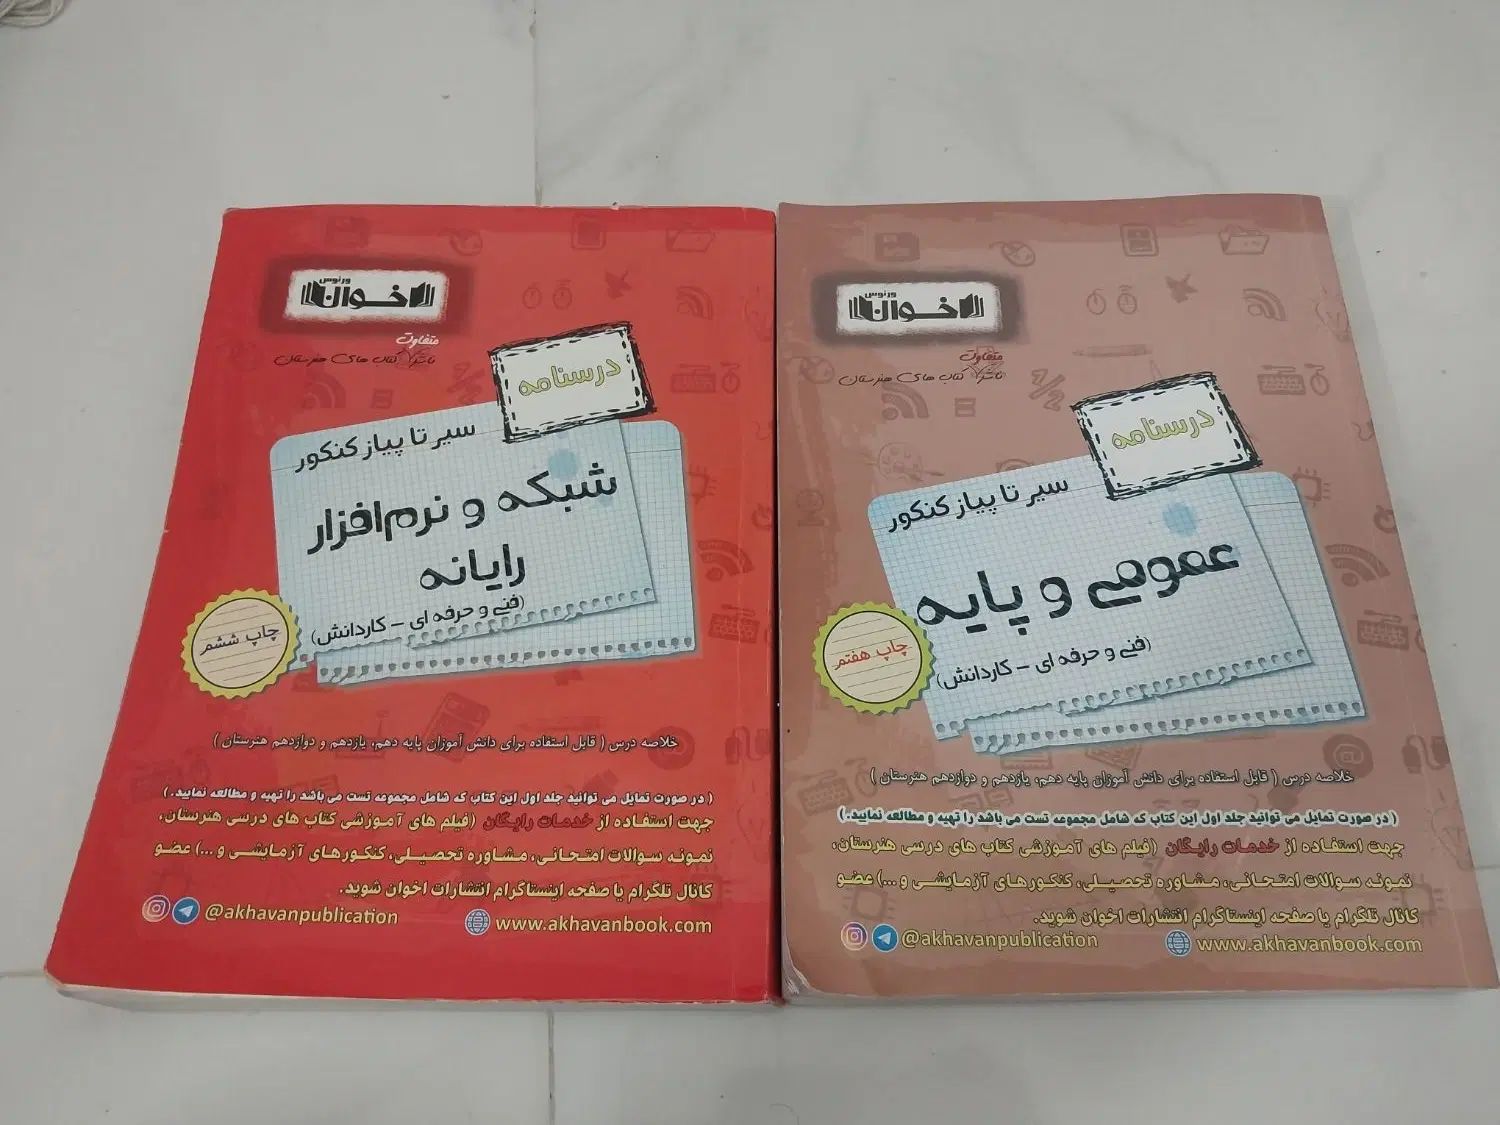 ورنوس
اخوان
متفاوت
ناشر کتاب های هنرستان
درسنامه
سیر تا پیاز کنکور
شبکه و نرم‌افزار
رایانه
(فنی و حرفه ای - کاردانش)
چاپ ششم
خلاصه درس ( قابل استفاده برای دانش آموزان پایه دهم، یازدهم و دوازدهم هنرستان )
( در صورت تمایل می توانید جلد اول این کتاب که شامل مجموعه تست می باشد را تهیه و مطالعه نمایید. )
جهت استفاده از خدمات رایگان (فیلم های آموزشی کتاب های درسی هنرستان،
نمونه سوالات امتحانی، مشاوره تحصیلی، کنکورهای آزمایشی و ...) عضو
کانال تلگرام یا صفحه اینستاگرام انتشارات اخوان شوید.
@akhavanpublication www.akhavanbook.com
ورنوس
اخوان
متفاوت
ناشر کتاب های هنرستان
درسنامه
سیر تا پیاز کنکور
عمومی و پایه
(فنی و حرفه ای - کاردانش)
چاپ هفتم
خلاصه درس ( قابل استفاده برای دانش آموزان پایه دهم، یازدهم و دوازدهم هنرستان )
( در صورت تمایل می توانید جلد اول این کتاب که شامل مجموعه تست می باشد را تهیه و مطالعه نمایید. )
جهت استفاده از خدمات رایگان (فیلم های آموزشی کتاب های درسی هنرستان،
نمونه سوالات امتحانی، مشاوره تحصیلی، کنکورهای آزمایشی و ...) عضو
کانال تلگرام یا صفحه اینستاگرام انتشارات اخوان شوید.
@akhavanpublication www.akhavanbook.com